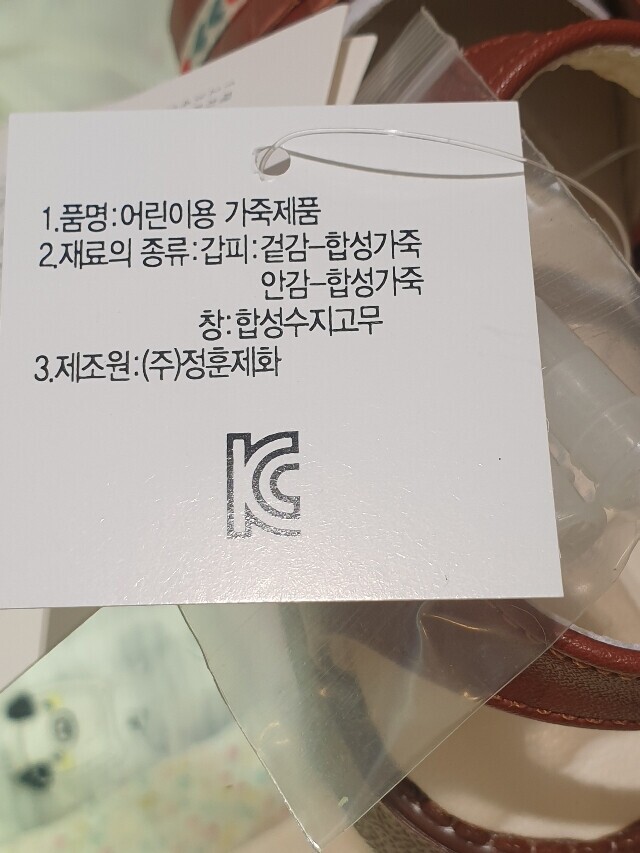 1.품명:어린이용 가죽제품
2.재료의 종류:갑피:겉감-합성가죽
안감-합성가죽
창:합성수지고무
3.제조원:(주)정훈제화
KC